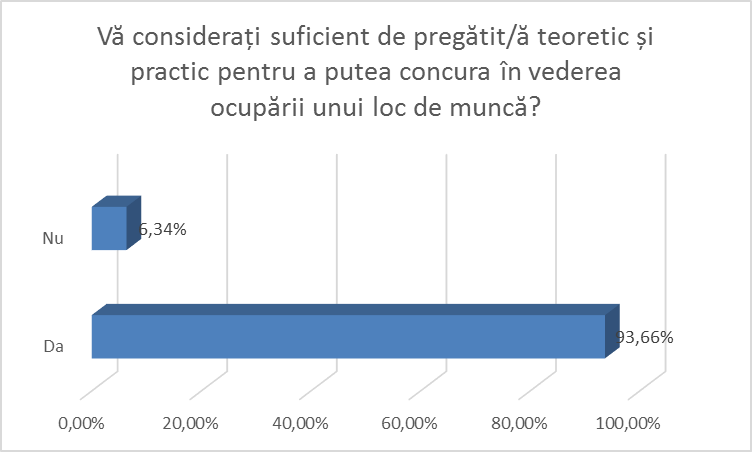 Vă considerați suficient de pregătit/ă teoretic și
practic pentru a putea concura în vederea
ocupării unui loc de muncă?
Nu
6,34%
Da
93,66%
0,00% 20,00% 40,00% 60,00% 80,00% 100,00%